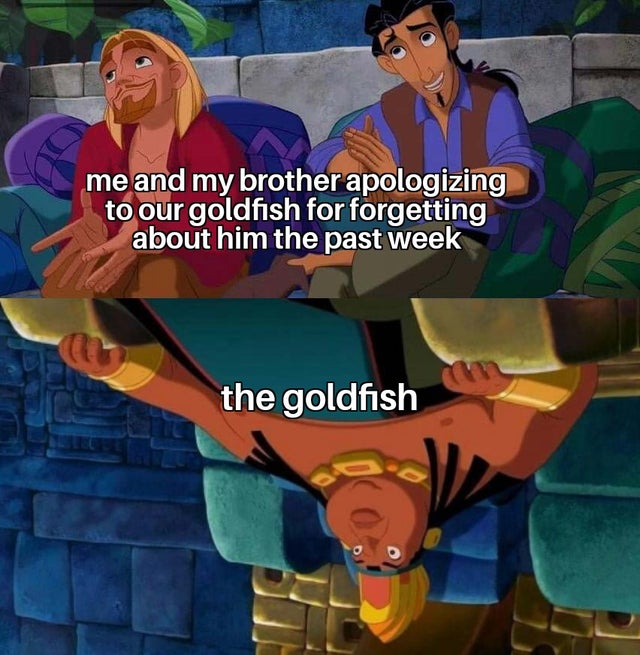 me and my brother apologizing
to our goldfish for forgetting
about him the past week
the goldfish